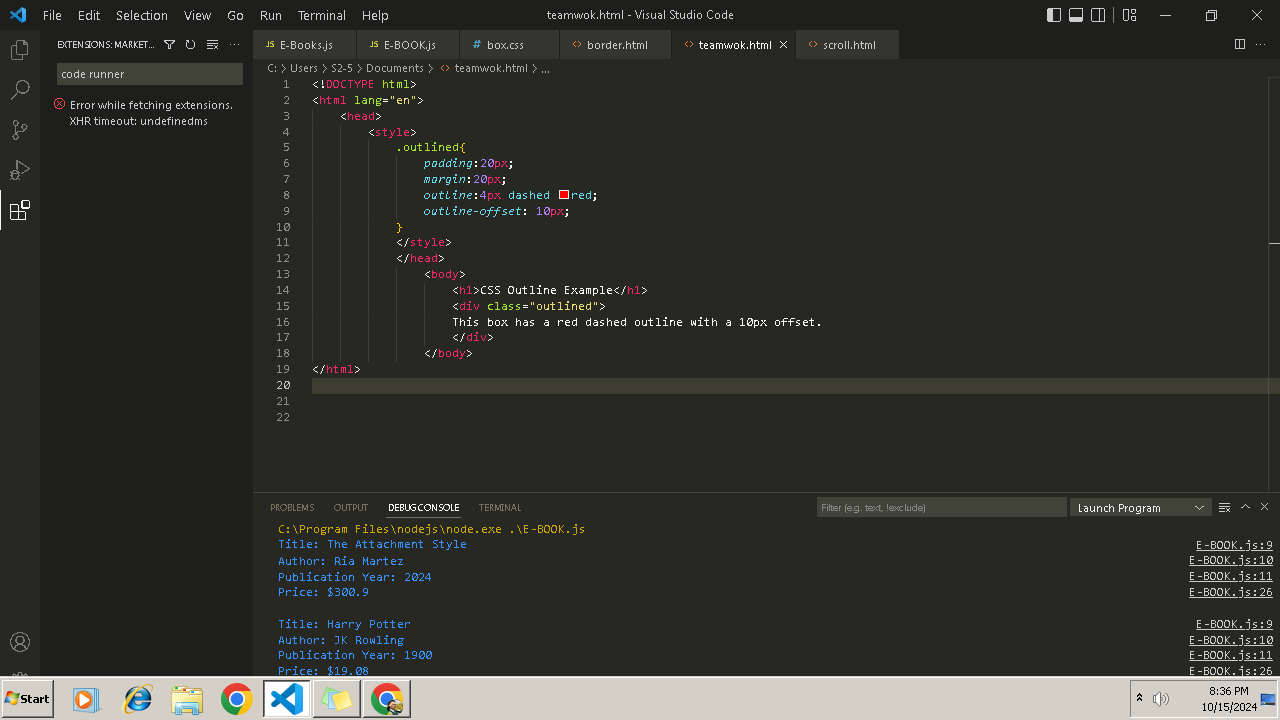 File Edit Selection View Go Run Terminal Help
teamwok.html - Visual Studio Code
EXTENSIONS: MARKET...
code runner
Error while fetching extensions.
XHR timeout: undefinedms
JS E-Books.js
JS E-BOOK.js
# box.css
<> border.html
<> teamwok.html
<> scroll.html
C: > Users > S2-5 > Documents > <> teamwok.html > ...
1 <!DOCTYPE html>
2 <html lang="en">
3 <head>
4 <style>
5 .outlined{
6 padding:20px;
7 margin:20px;
8 outline:4px dashed red;
9 outline-offset: 10px;
10 }
11 </style>
12 </head>
13 <body>
14 <h1>CSS Outline Example</h1>
15 <div class="outlined">
16 This box has a red dashed outline with a 10px offset.
17 </div>
18 </body>
19 </html>
20
21
22
PROBLEMS OUTPUT DEBUG CONSOLE TERMINAL
Filter (e.g. text, !exclude)
Launch Program
C:\Program Files\nodejs\node.exe .\E-BOOK.js
Title: The Attachment Style E-BOOK.js:9
Author: Ria Martez E-BOOK.js:10
Publication Year: 2024 E-BOOK.js:11
Price: $300.9 E-BOOK.js:26
Title: Harry Potter E-BOOK.js:9
Author: JK Rowling E-BOOK.js:10
Publication Year: 1900 E-BOOK.js:11
Price: $19.08 E-BOOK.js:26
Start
8:36 PM
10/15/2024